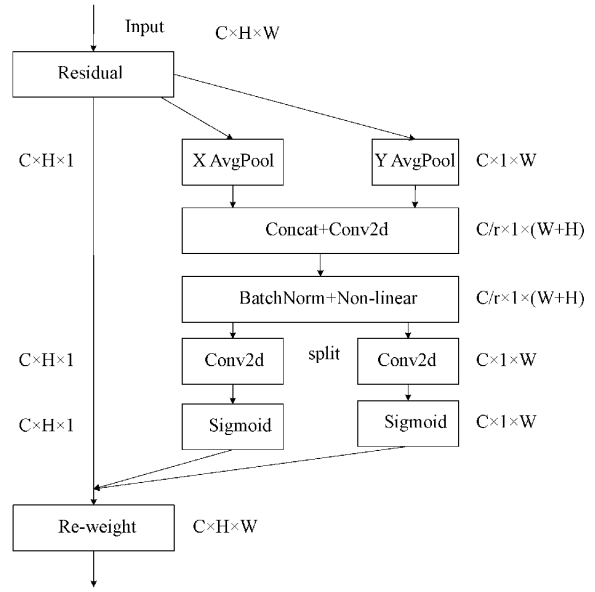 Input
C×H×W
Residual
C×H×1
X AvgPool
Y AvgPool
C×1×W
Concat+Conv2d
C/r×1×(W+H)
BatchNorm+Non-linear
C/r×1×(W+H)
C×H×1
Conv2d
split
Conv2d
C×1×W
C×H×1
Sigmoid
Sigmoid
C×1×W
Re-weight
C×H×W